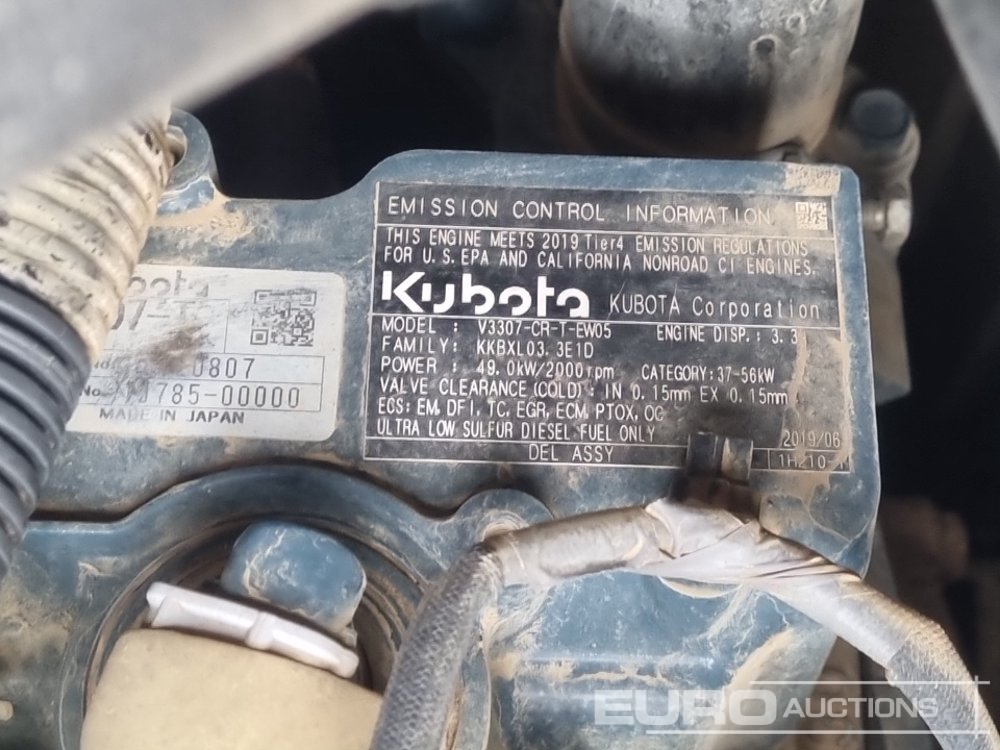 EMISSION CONTROL INFORMATION
THIS ENGINE MEETS 2019 Tier4 EMISSION REGULATIONS
FOR U.S. EPA AND CALIFORNIA NONROAD CI ENGINES.
Kubota KUBOTA Corporation
MODEL : V3307-CR-T-EW05 ENGINE DISP.: 3.3
FAMILY: KKBXL03.3E1D
POWER : 49.0kW/2000rpm CATEGORY:37-56kW
VALVE CLEARANCE(COLD): IN 0.15mm EX 0.15mm
ECS: EM, DFI, TC, EGR, ECM, PTOX, OC
ULTRA LOW SULFUR DIESEL FUEL ONLY
2019/06
DEL ASSY
0807
785-00000
MADE IN JAPAN
EURO AUCTIONS